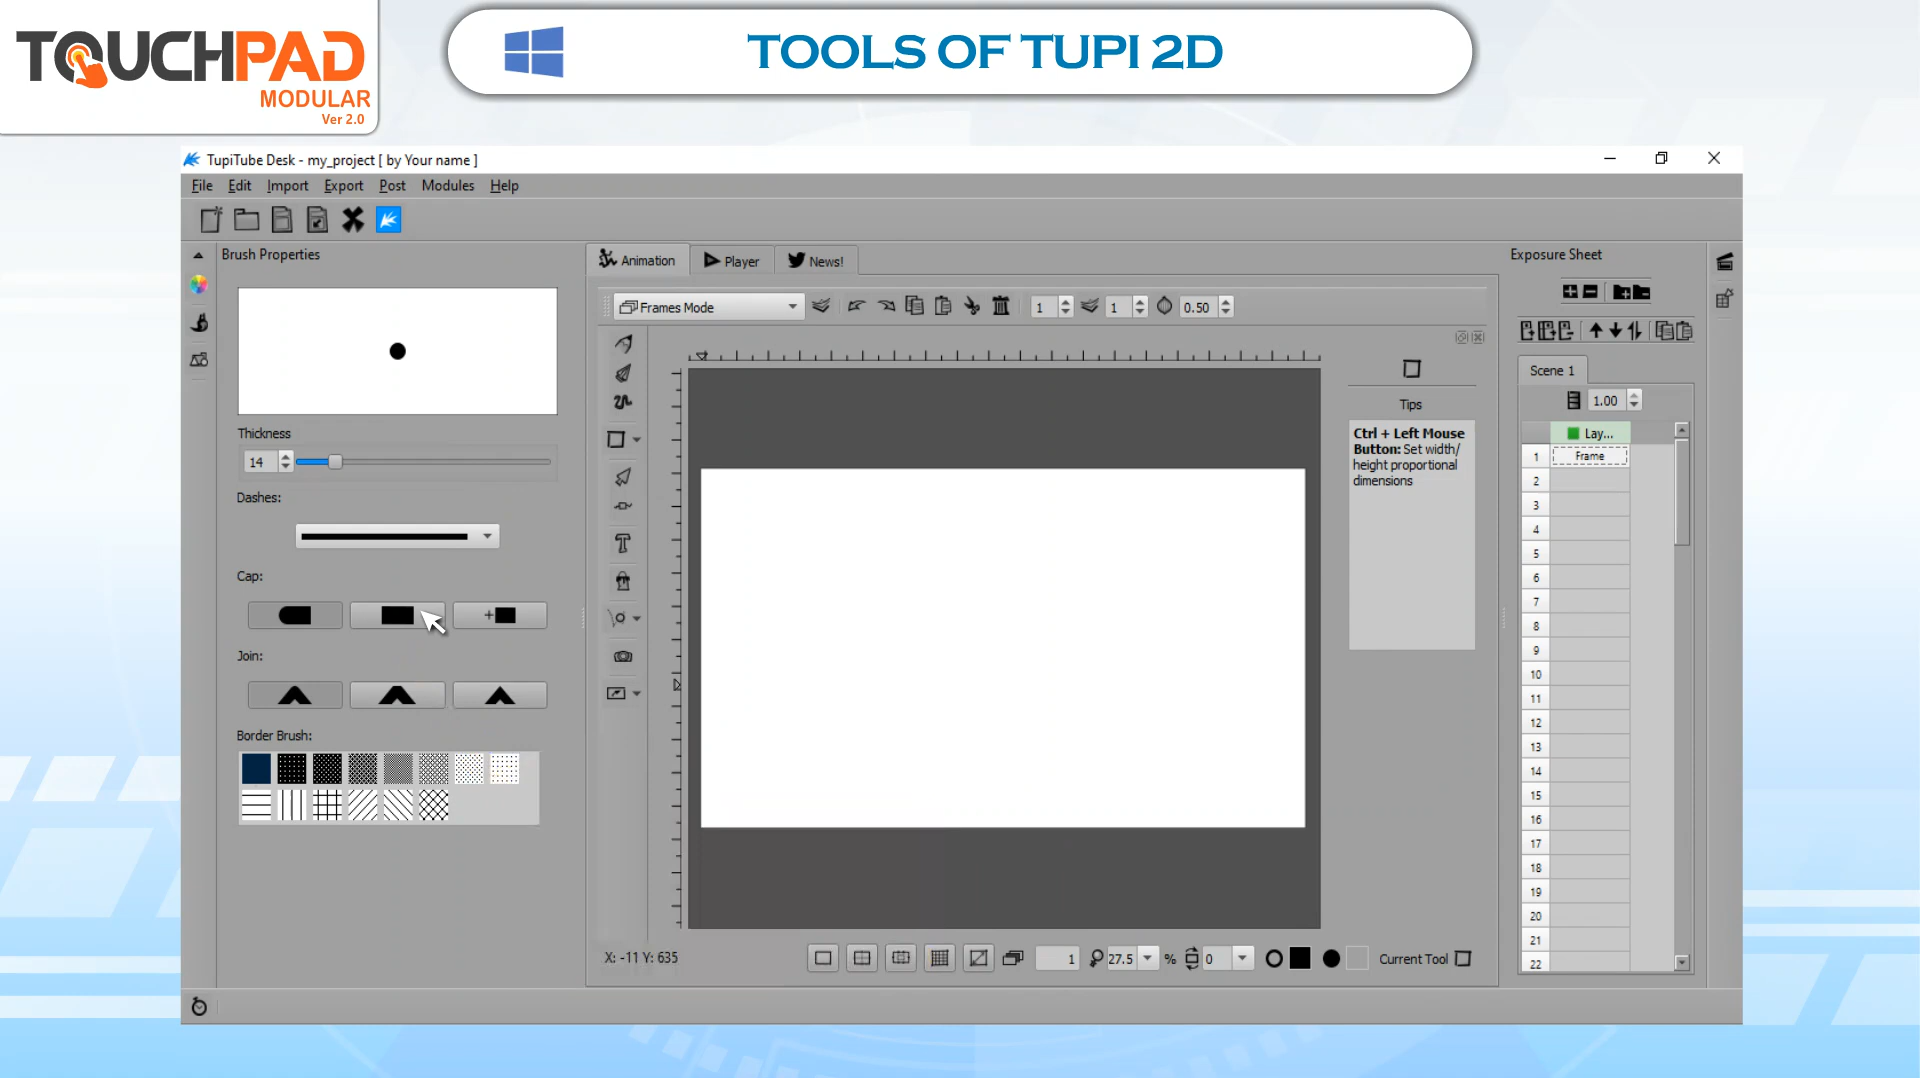 TOUCHPAD
MODULAR
Ver 2.0
TOOLS OF TUPI 2D
TupiTube Desk - my_project [ by Your name ]
File Edit Import Export Post Modules Help
Brush Properties
Animation Player News!
Exposure Sheet
Frames Mode
1 1 0.50
Tips
Ctrl + Left Mouse
Button: Set width/
height proportional
dimensions
Scene 1
1.00
Lay...
1 Frame
2
3
4
5
6
7
8
9
10
11
12
13
14
15
16
17
18
19
20
21
22
Thickness
14
Dashes:
Cap:
Join:
Border Brush:
X: -11 Y: 635
1 27.5 % 0 Current Tool